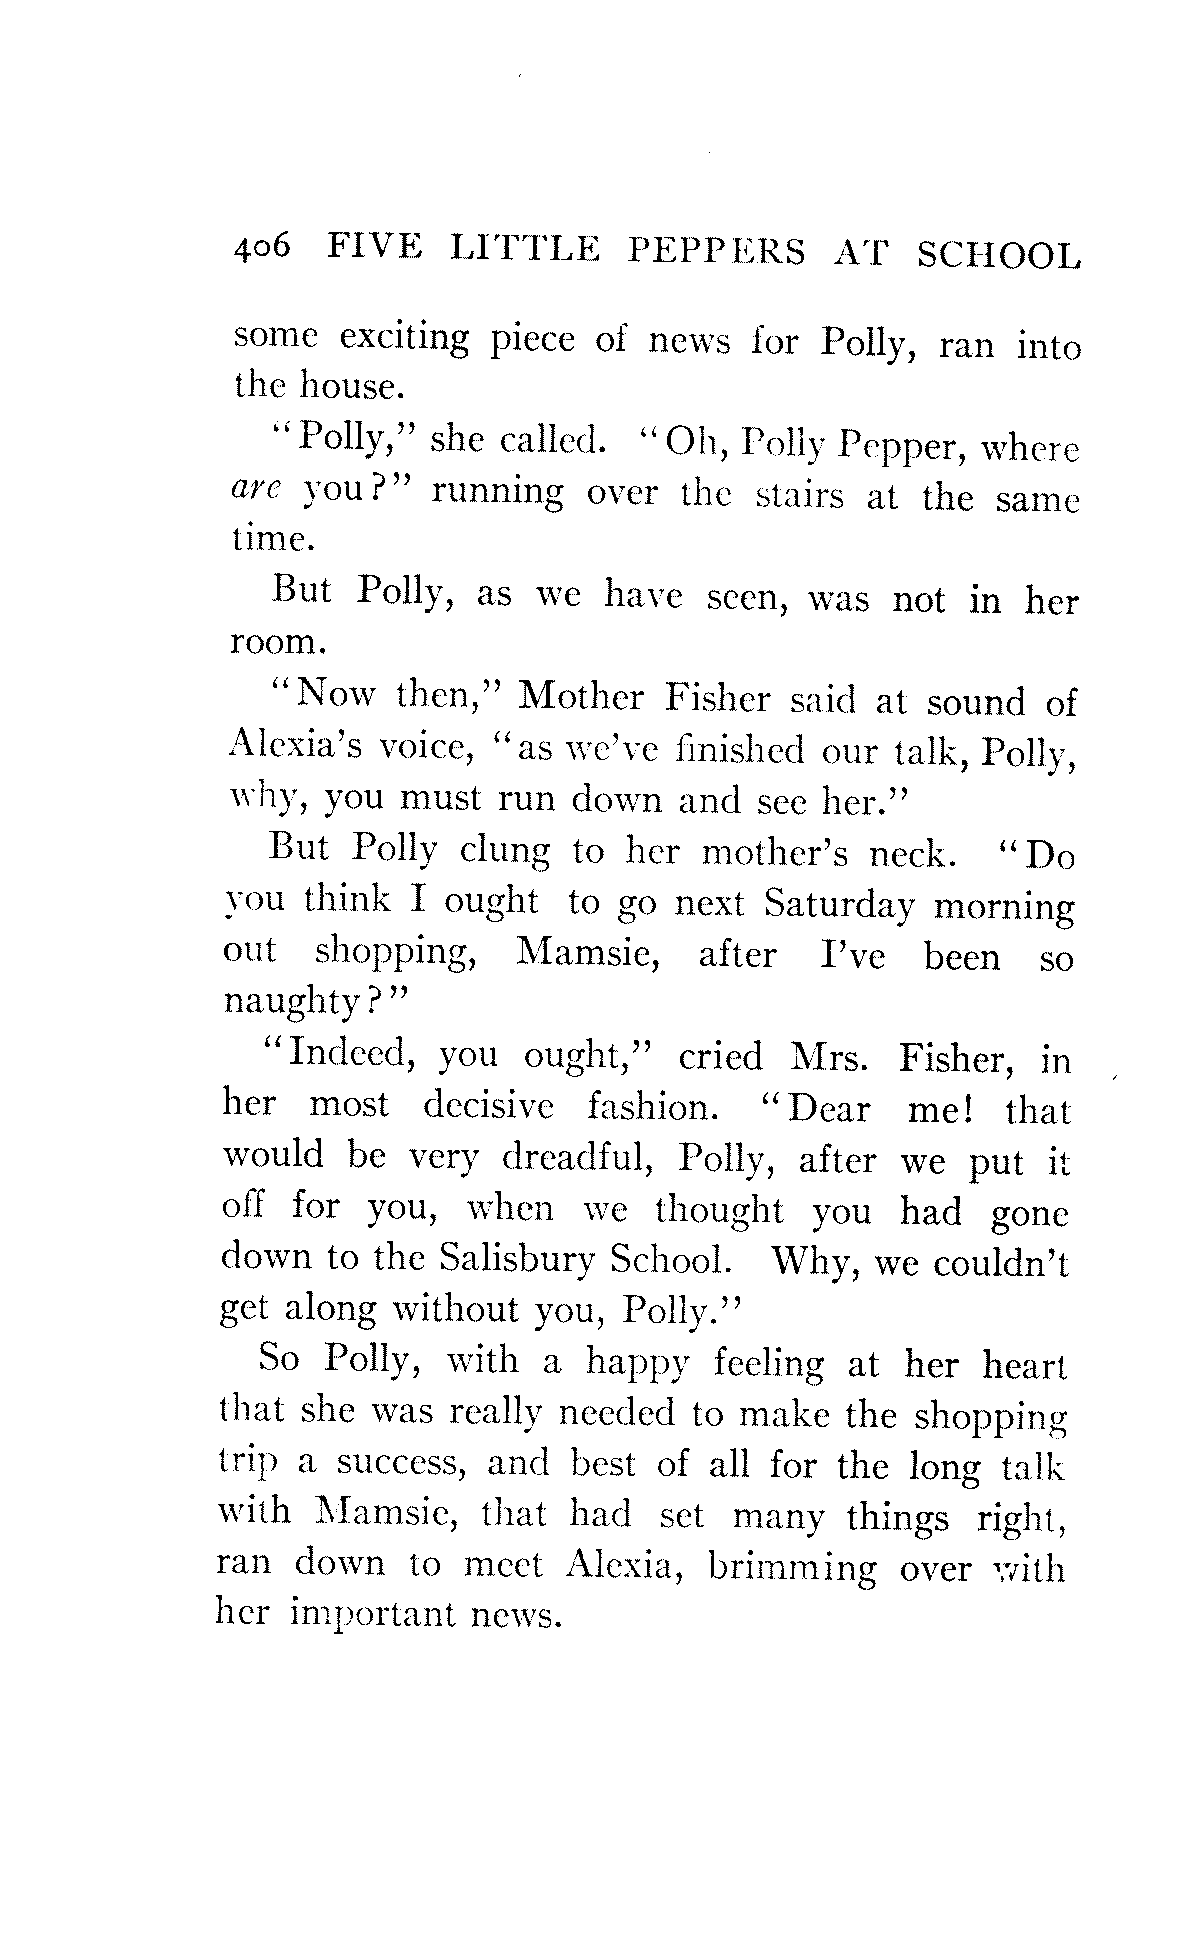 406 FIVE LITTLE PEPPERS AT SCHOOL
some exciting piece of news for Polly, ran into
the house.
"Polly," she called. "Oh, Polly Pepper, where
are you?" running over the stairs at the same
time.
But Polly, as we have seen, was not in her
room.
"Now then," Mother Fisher said at sound of
Alexia's voice, "as we've finished our talk, Polly,
why, you must run down and see her."
But Polly clung to her mother's neck. "Do
you think I ought to go next Saturday morning
out shopping, Mamsie, after I've been so
naughty?"
"Indeed, you ought," cried Mrs. Fisher, in
her most decisive fashion. "Dear me! that
would be very dreadful, Polly, after we put it
off for you, when we thought you had gone
down to the Salisbury School. Why, we couldn't
get along without you, Polly."
So Polly, with a happy feeling at her heart
that she was really needed to make the shopping
trip a success, and best of all for the long talk
with Mamsie, that had set many things right,
ran down to meet Alexia, brimming over with
her important news.